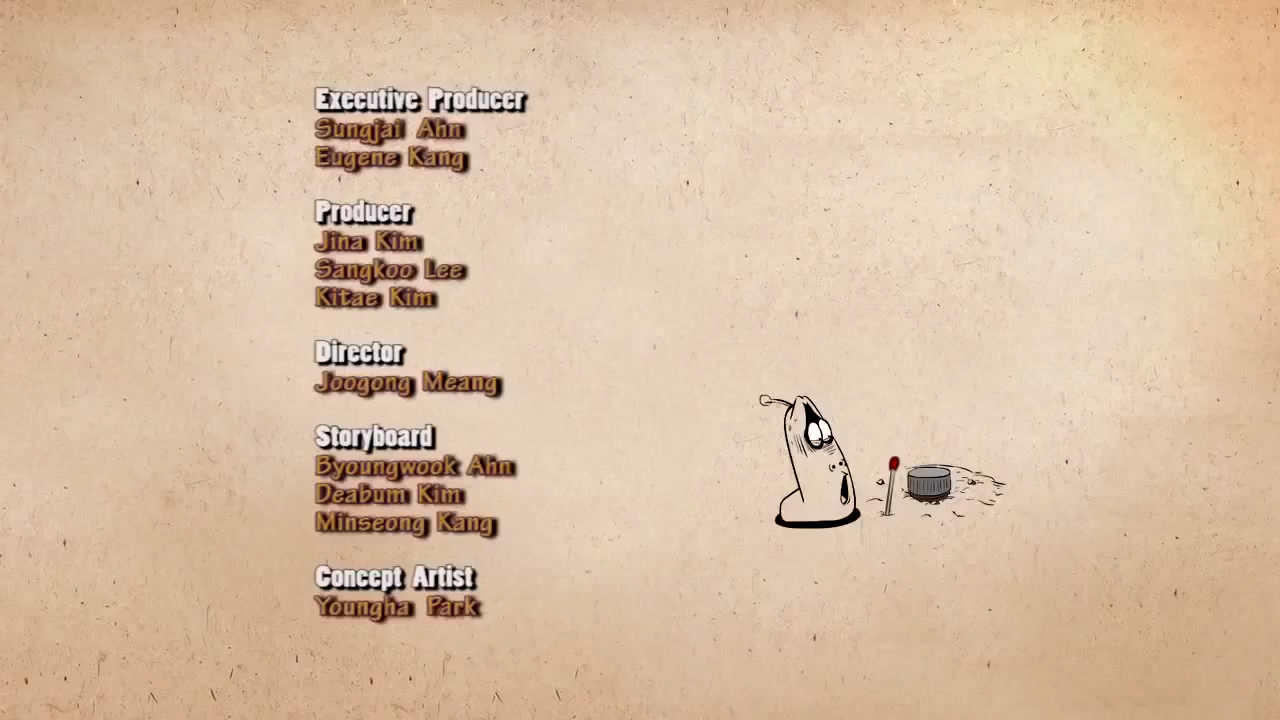 Executive Producer
Sungjai Ahn
Eugene Kang
Producer
Jina Kim
Sangkoo Lee
Kitae Kim
Director
Joogong Meang
Storyboard
Byoungwook Ahn
Deabum Kim
Minseong Kang
Concept Artist
Youngha Park